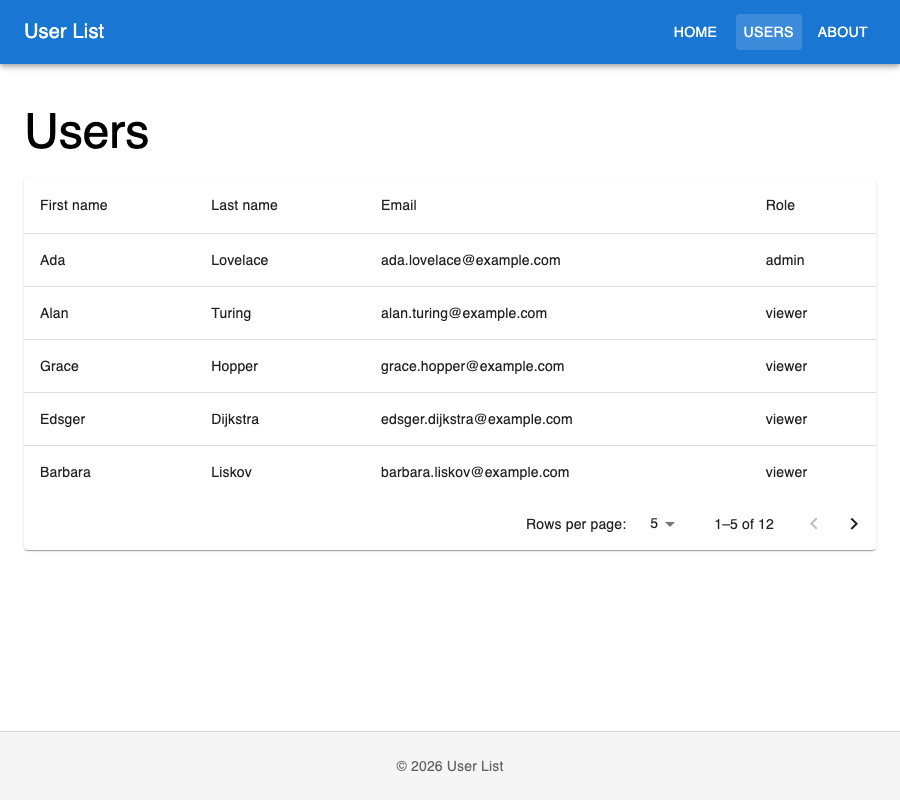 User List HOME USERS ABOUT
Users
First name Last name Email Role
Ada Lovelace ada.lovelace@example.com admin
Alan Turing alan.turing@example.com viewer
Grace Hopper grace.hopper@example.com viewer
Edsger Dijkstra edsger.dijkstra@example.com viewer
Barbara Liskov barbara.liskov@example.com viewer
Rows per page: 5 1–5 of 12
© 2026 User List